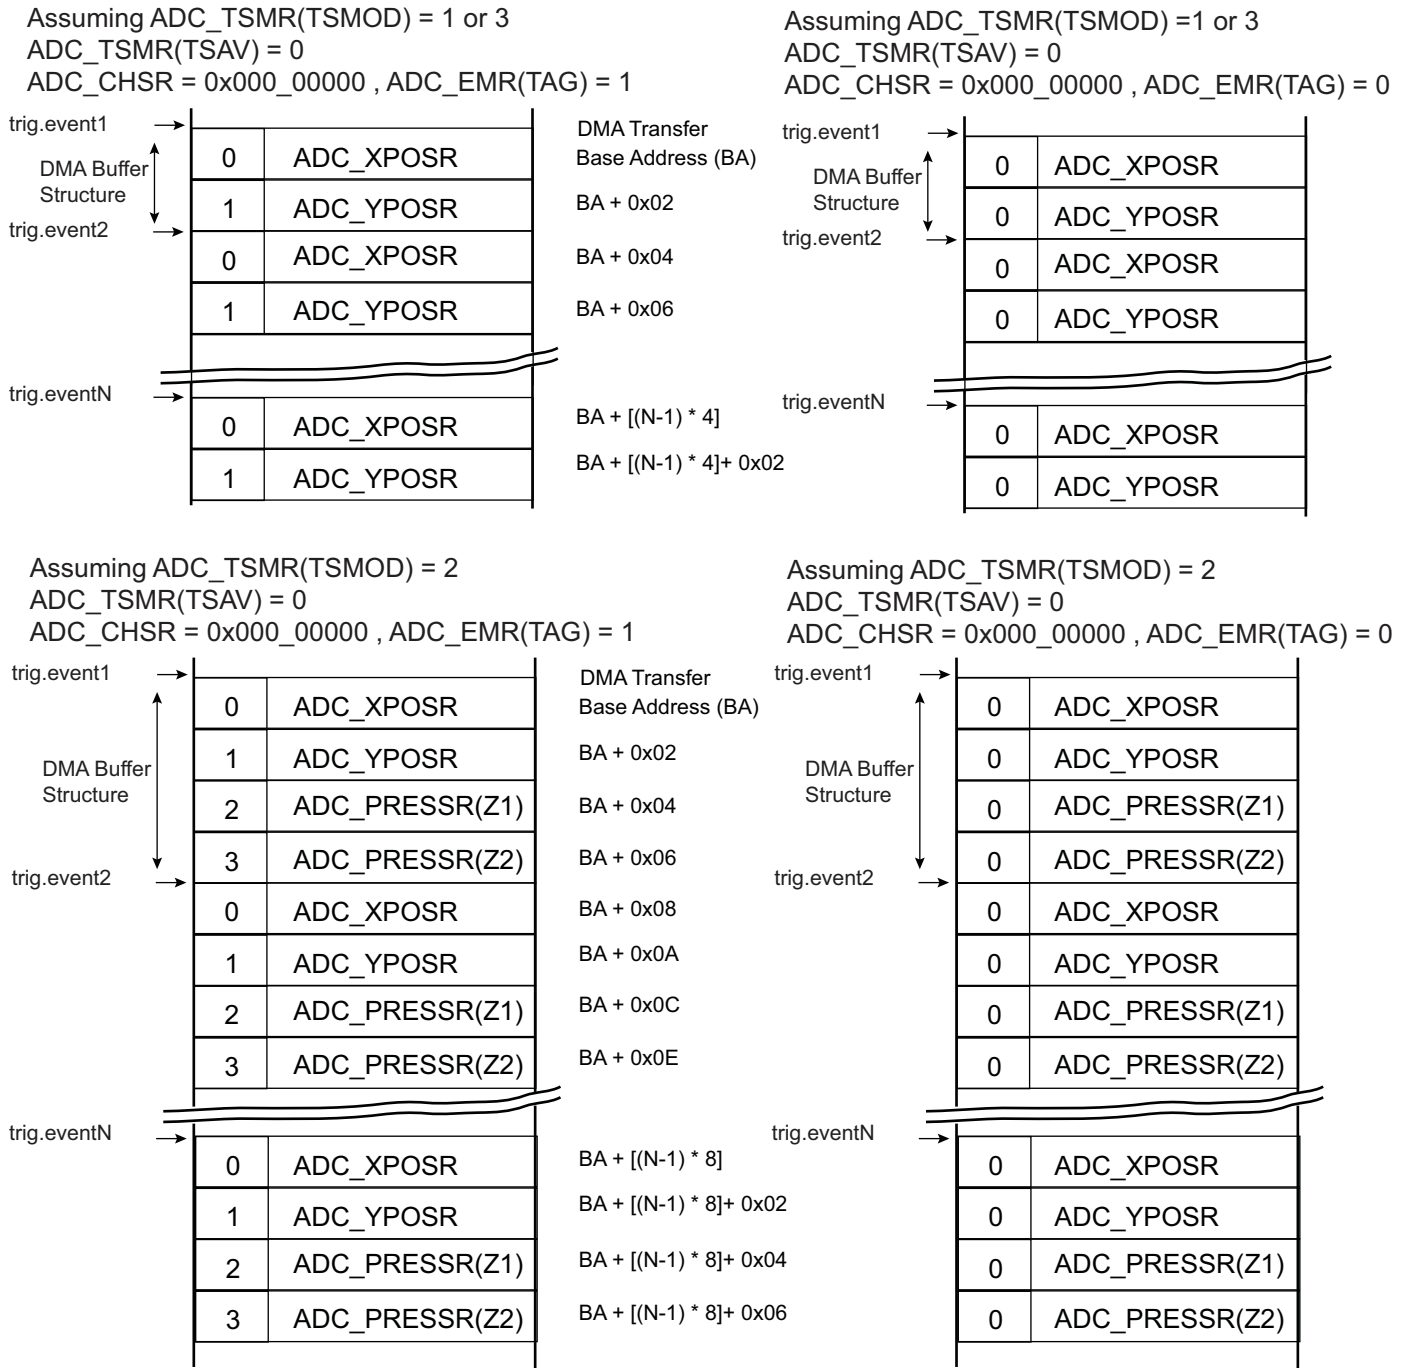 Assuming ADC_TSMR(TSMOD) = 1 or 3
ADC_TSMR(TSAV) = 0
ADC_CHSR = 0x000_00000 , ADC_EMR(TAG) = 1
trig.event1
DMA Transfer
Base Address (BA)
0 ADC_XPOSR
DMA Buffer
Structure
1 ADC_YPOSR BA + 0x02
trig.event2
0 ADC_XPOSR BA + 0x04
1 ADC_YPOSR BA + 0x06
trig.eventN
0 ADC_XPOSR BA + [(N-1) * 4]
1 ADC_YPOSR BA + [(N-1) * 4]+ 0x02
Assuming ADC_TSMR(TSMOD) =1 or 3
ADC_TSMR(TSAV) = 0
ADC_CHSR = 0x000_00000 , ADC_EMR(TAG) = 0
trig.event1
0 ADC_XPOSR
DMA Buffer
Structure
0 ADC_YPOSR
trig.event2
0 ADC_XPOSR
0 ADC_YPOSR
trig.eventN
0 ADC_XPOSR
0 ADC_YPOSR
Assuming ADC_TSMR(TSMOD) = 2
ADC_TSMR(TSAV) = 0
ADC_CHSR = 0x000_00000 , ADC_EMR(TAG) = 1
trig.event1
DMA Transfer
Base Address (BA)
0 ADC_XPOSR
1 ADC_YPOSR BA + 0x02
DMA Buffer
Structure
2 ADC_PRESSR(Z1) BA + 0x04
3 ADC_PRESSR(Z2) BA + 0x06
trig.event2
0 ADC_XPOSR BA + 0x08
1 ADC_YPOSR BA + 0x0A
2 ADC_PRESSR(Z1) BA + 0x0C
3 ADC_PRESSR(Z2) BA + 0x0E
trig.eventN
0 ADC_XPOSR BA + [(N-1) * 8]
1 ADC_YPOSR BA + [(N-1) * 8]+ 0x02
2 ADC_PRESSR(Z1) BA + [(N-1) * 8]+ 0x04
3 ADC_PRESSR(Z2) BA + [(N-1) * 8]+ 0x06
Assuming ADC_TSMR(TSMOD) = 2
ADC_TSMR(TSAV) = 0
ADC_CHSR = 0x000_00000 , ADC_EMR(TAG) = 0
trig.event1
0 ADC_XPOSR
0 ADC_YPOSR
DMA Buffer
Structure
0 ADC_PRESSR(Z1)
0 ADC_PRESSR(Z2)
trig.event2
0 ADC_XPOSR
0 ADC_YPOSR
0 ADC_PRESSR(Z1)
0 ADC_PRESSR(Z2)
trig.eventN
0 ADC_XPOSR
0 ADC_YPOSR
0 ADC_PRESSR(Z1)
0 ADC_PRESSR(Z2)